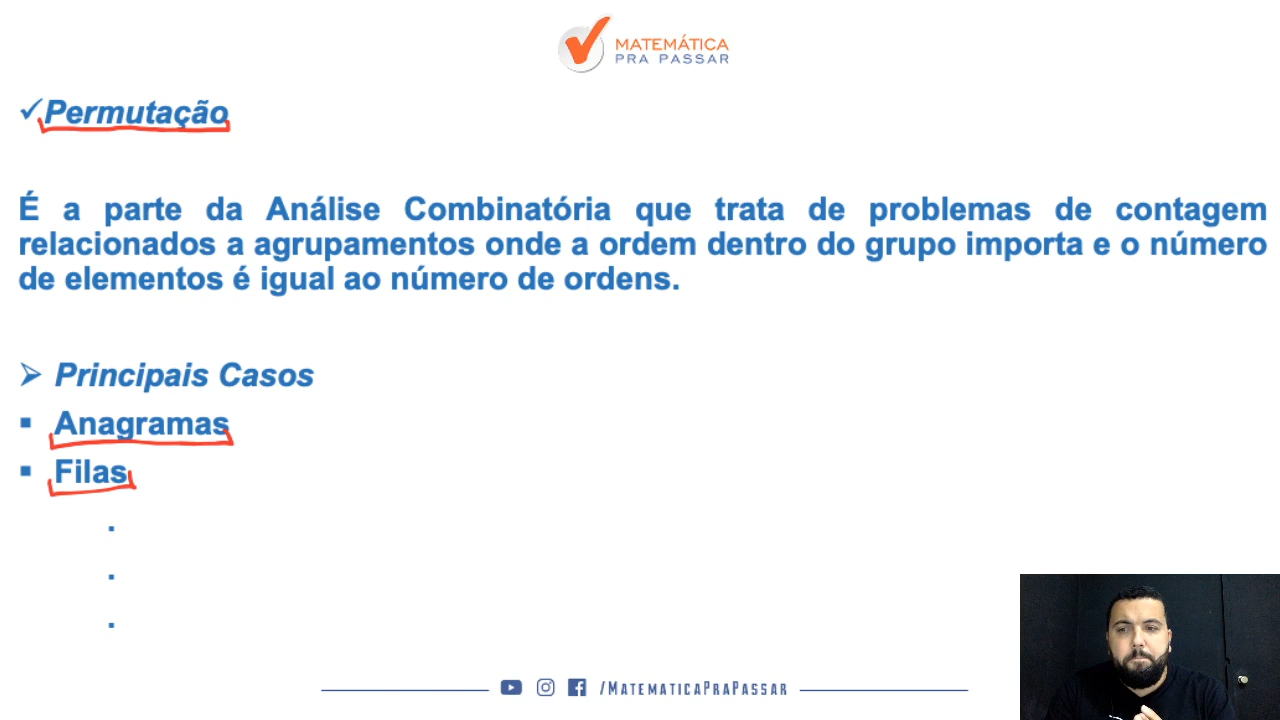 MATEMÁTICA
PRA PASSAR
Permutação
É a parte da Análise Combinatória que trata de problemas de contagem
relacionados a agrupamentos onde a ordem dentro do grupo importa e o número
de elementos é igual ao número de ordens.
Principais Casos
Anagramas
Filas
.
.
.
/MATEMATICAPRAPASSAR